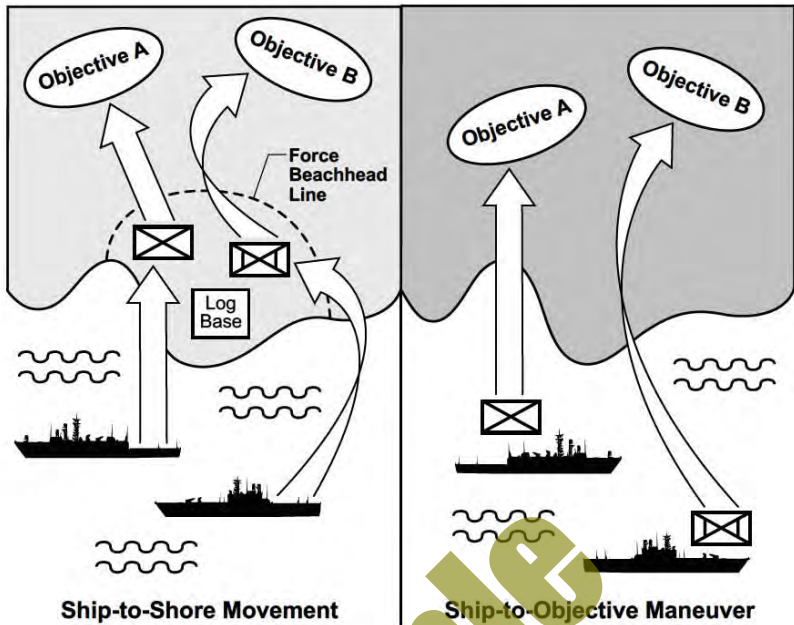 Objective A
Objective B
Force
Beachhead
Line
Log
Base
Ship-to-Shore Movement
Objective A
Objective B
Ship-to-Objective Maneuver